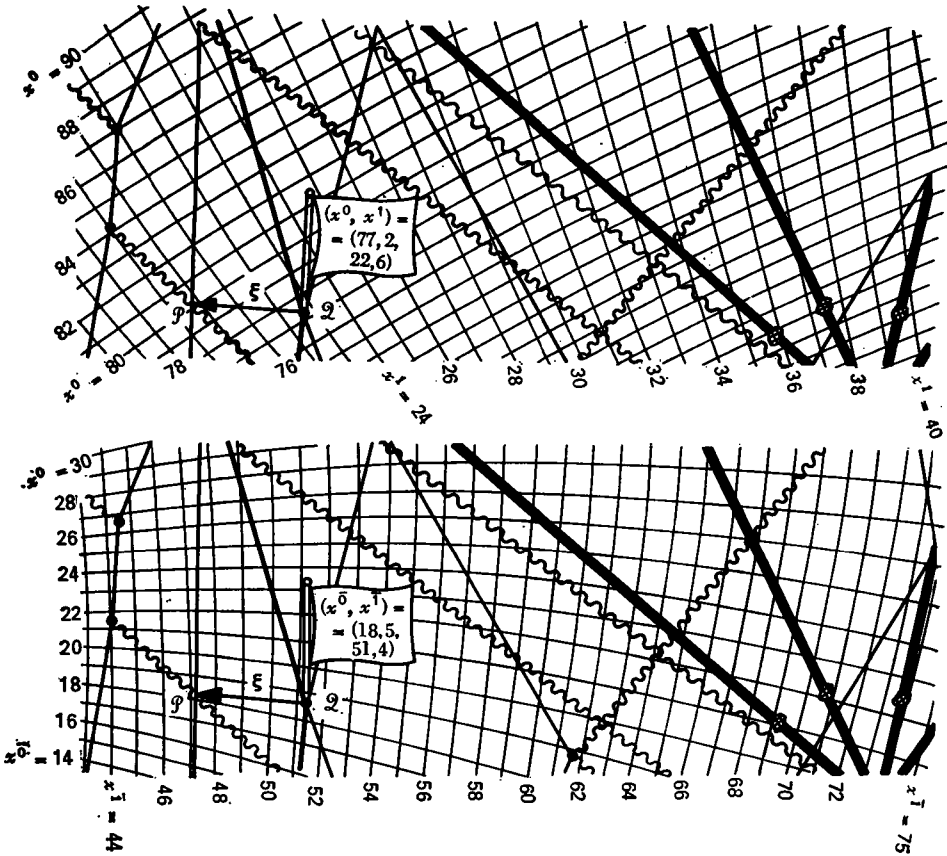 x⁰ = 90
88
86
84
82
x⁰ = 80
78
76
x¹ = 24
26
28
30
32
34
36
38
x¹ = 40
(x⁰, x¹) =
= (77,2,
22,6)
𝒫
ξ
𝒬
x⁰̄ = 30
28
26
24
22
20
18
16
x⁰̄ = 14
x¹̄ = 44
46
48
50
52
54
56
58
60
62
64
66
68
70
72
x¹̄ = 75
(x⁰̄, x¹̄) =
= (18,5,
51,4)
𝒫
ξ
𝒬